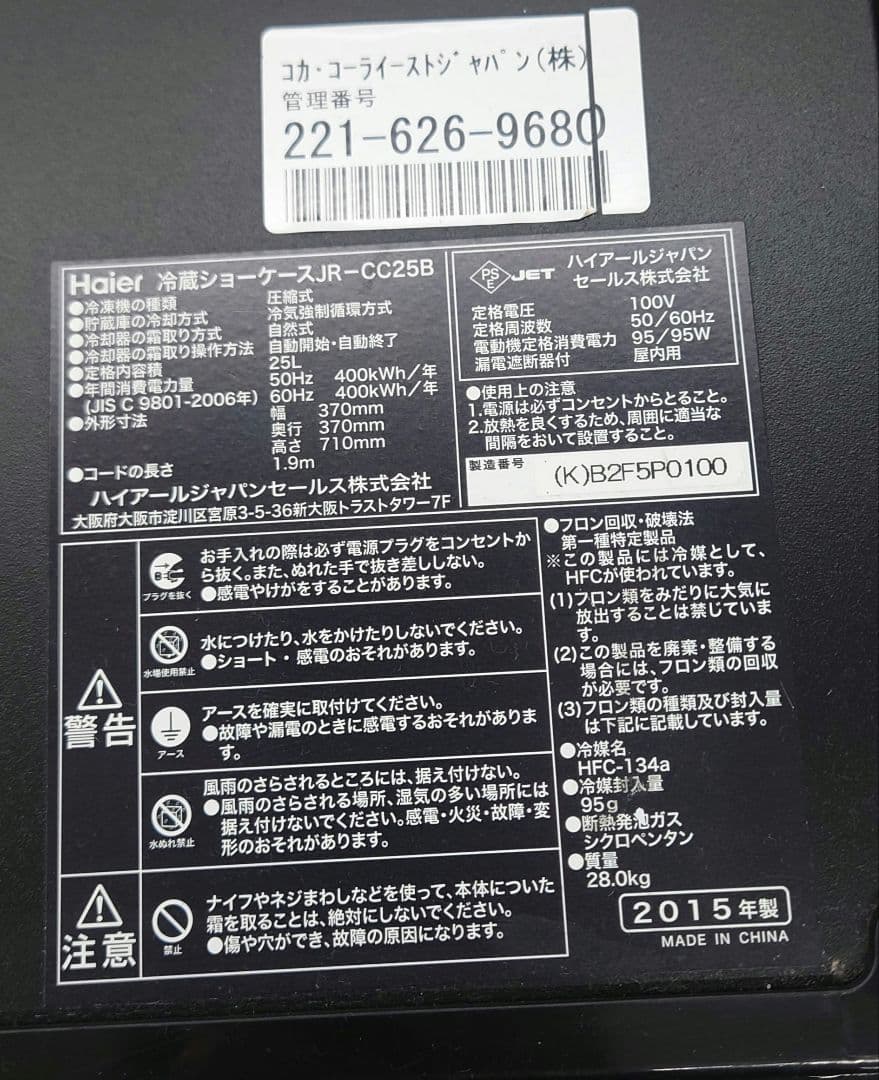 コカ・コーライーストジャパン(株)
管理番号
221-626-9680
Haier 冷蔵ショーケースJR-CC25B
●冷凍機の種類 圧縮式
●貯蔵庫の冷却方式 冷気強制循環方式
●冷却器の霜取り方式 自然式
●冷却器の霜取り操作方法 自動開始・自動終了
●定格内容積 25L
●年間消費電力量 50Hz 400kWh/年
(JIS C 9801-2006年) 60Hz 400kWh/年
●外形寸法 幅 370mm
奥行 370mm
高さ 710mm
●コードの長さ 1.9m
ハイアールジャパンセールス株式会社
大阪府大阪市淀川区宮原3-5-36新大阪トラストタワー7F
PS
E
JET
ハイアールジャパン
セールス株式会社
定格電圧 100V
定格周波数 50/60Hz
電動機定格消費電力 95/95W
漏電遮断器付 屋内用
●使用上の注意
1.電源は必ずコンセントからとること。
2.放熱を良くするため、周囲に適当な
間隔をおいて設置すること。
製造番号 (K)B2F5P0100
警告
プラグを抜く
お手入れの際は必ず電源プラグをコンセントか
ら抜く。また、ぬれた手で抜き差ししない。
●感電やけがをすることがあります。
水場使用禁止
水につけたり、水をかけたりしないでください。
●ショート・感電のおそれがあります。
アース
アースを確実に取付けてください。
●故障や漏電のときに感電するおそれがありま
す。
水ぬれ禁止
風雨のさらされるところには、据え付けない。
●風雨のさらされる場所、湿気の多い場所には
据え付けないでください。感電・火災・故障・変
形のおそれがあります。
注意
禁止
ナイフやネジまわしなどを使って、本体についた
霜を取ることは、絶対にしないでください。
●傷や穴ができ、故障の原因になります。
●フロン回収・破壊法
第一種特定製品
※この製品には冷媒として、
HFCが使われています。
(1)フロン類をみだりに大気に
放出することは禁じていま
す。
(2)この製品を廃棄・整備する
場合には、フロン類の回収
が必要です。
(3)フロン類の種類及び封入量
は下記に記載しています。
●冷媒名
HFC-134a
●冷媒封入量
95g
●断熱発泡ガス
シクロペンタン
●質量
28.0kg
2015年製
MADE IN CHINA